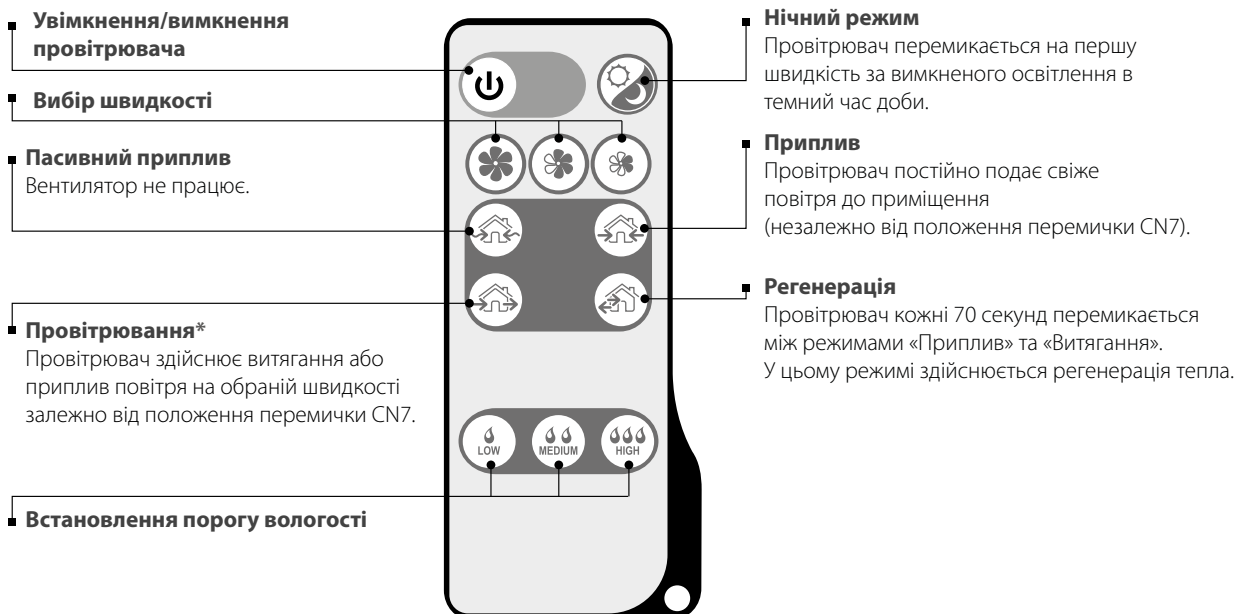 Увімкнення/вимкнення
провітрювача
Вибір швидкості
Пасивний приплив
Вентилятор не працює.
Провітрювання*
Провітрювач здійснює витягання або
приплив повітря на обраній швидкості
залежно від положення перемички CN7.
Встановлення порогу вологості
LOW
MEDIUM
HIGH
Нічний режим
Провітрювач перемикається на першу
швидкість за вимкненого освітлення в
темний час доби.
Приплив
Провітрювач постійно подає свіже
повітря до приміщення
(незалежно від положення перемички CN7).
Регенерація
Провітрювач кожні 70 секунд перемикається
між режимами «Приплив» та «Витягання».
У цьому режимі здійснюється регенерація тепла.